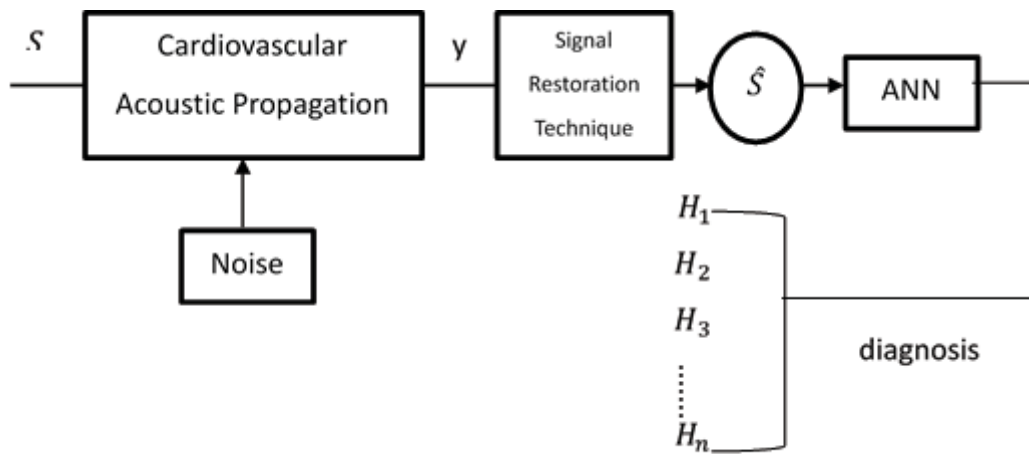 S
Cardiovascular
Acoustic Propagation
y
Signal
Restoration
Technique
Ŝ
ANN
Noise
H₁
H₂
H₃
Hₙ
diagnosis